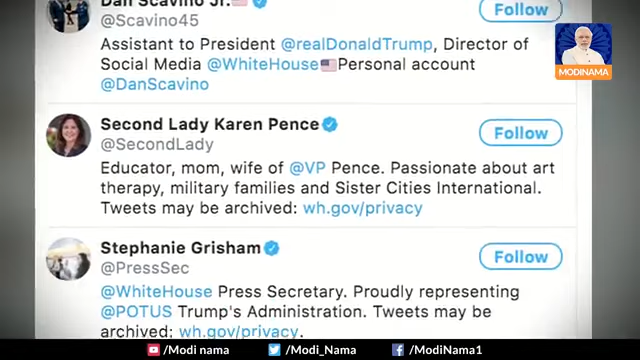 Dan Scavino Jr.
@Scavino45
Follow
Assistant to President @realDonaldTrump, Director of
Social Media @WhiteHouse🇺🇸Personal account
@DanScavino
MODINAMA
Second Lady Karen Pence
@SecondLady
Follow
Educator, mom, wife of @VP Pence. Passionate about art
therapy, military families and Sister Cities International.
Tweets may be archived: wh.gov/privacy
Stephanie Grisham
@PressSec
Follow
@WhiteHouse Press Secretary. Proudly representing
@POTUS Trump's Administration. Tweets may be
archived: wh.gov/privacy.
/Modi nama
/Modi_Nama
/ModiNama1